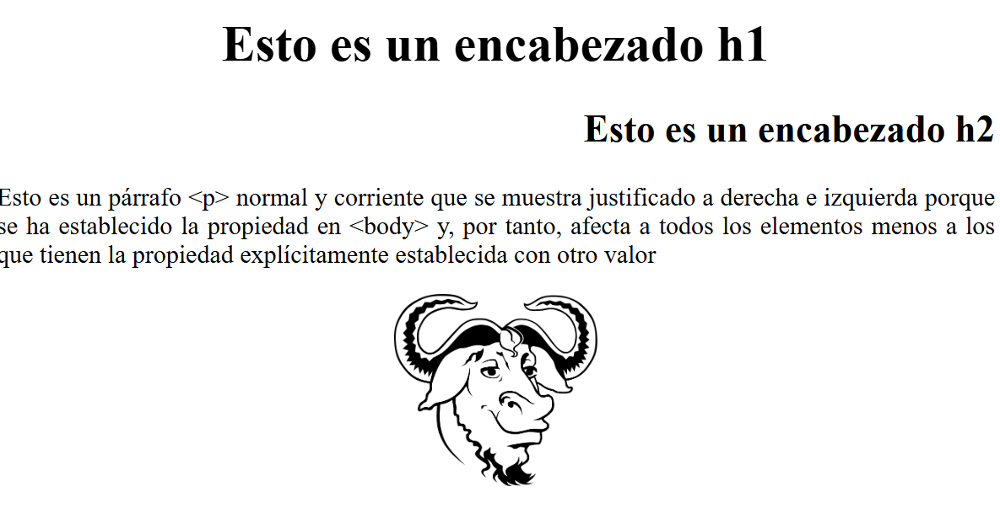 Esto es un encabezado h1
Esto es un encabezado h2
Esto es un párrafo <p> normal y corriente que se muestra justificado a derecha e izquierda porque
se ha establecido la propiedad en <body> y, por tanto, afecta a todos los elementos menos a los
que tienen la propiedad explícitamente establecida con otro valor